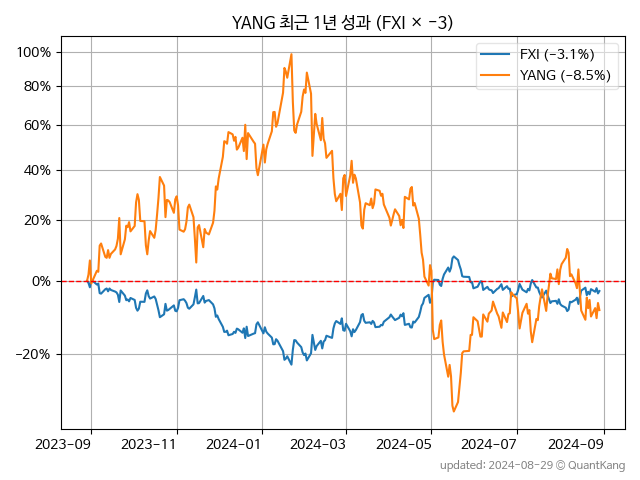 YANG 최근 1년 성과 (FXI × −3)
FXI (−3.1%)
YANG (−8.5%)
100%
80%
60%
40%
20%
0%
−20%
2023−09 2023−11 2024−01 2024−03 2024−05 2024−07 2024−09
updated: 2024−08−29 © QuantKang